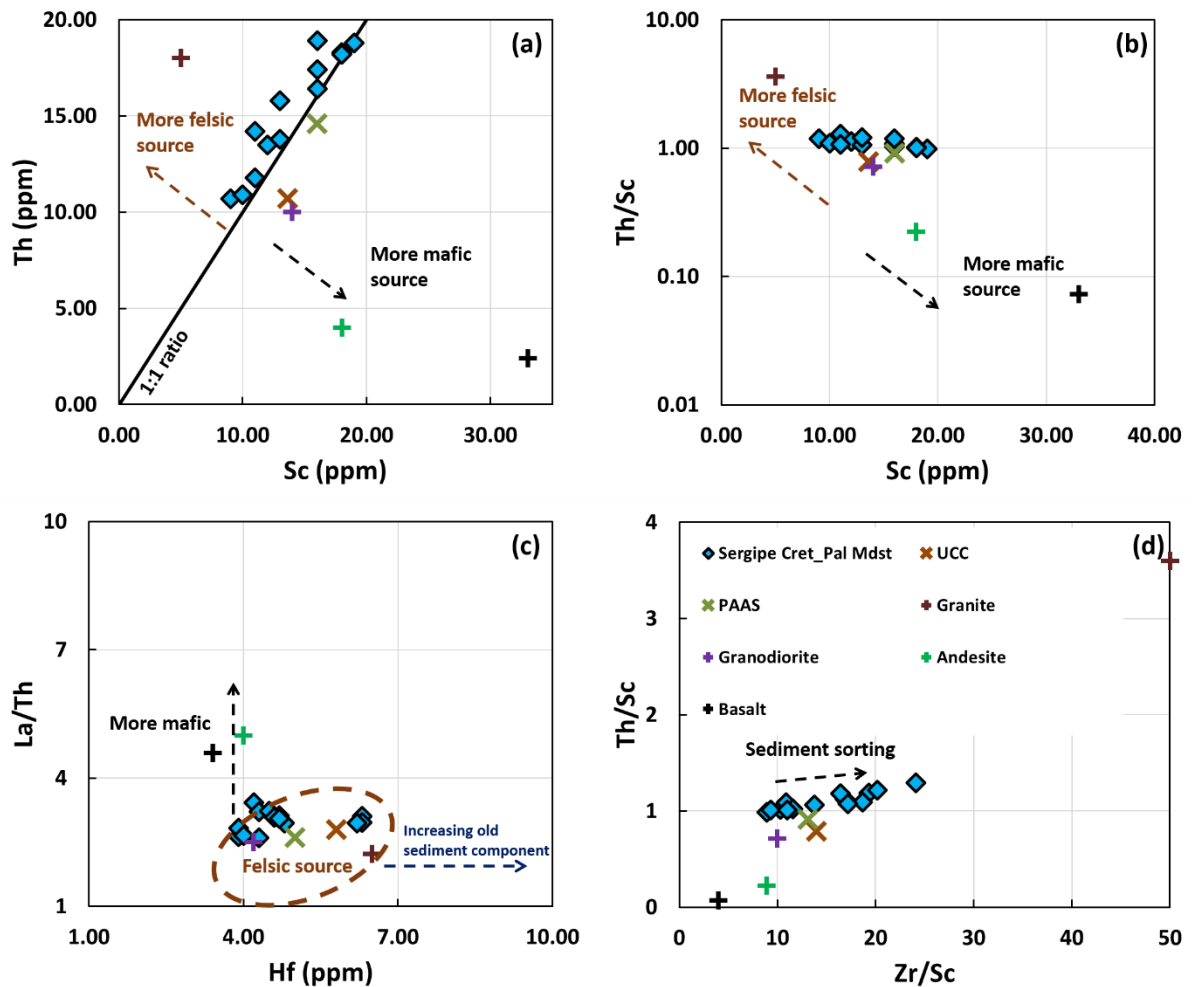 (a)
Th (ppm)
20.00
15.00
10.00
5.00
0.00
More felsic
source
More mafic
source
1:1 ratio
0.00
10.00
20.00
30.00
Sc (ppm)
(b)
Th/Sc
10.00
1.00
0.10
0.01
More felsic
source
More mafic
source
0.00
10.00
20.00
30.00
40.00
Sc (ppm)
(c)
La/Th
10
7
4
1
More mafic
Felsic source
Increasing old
sediment component
1.00
4.00
7.00
10.00
Hf (ppm)
(d)
Th/Sc
4
3
2
1
0
Sergipe Cret_Pal Mdst
UCC
PAAS
Granite
Granodiorite
Andesite
Basalt
Sediment sorting
0
10
20
30
40
50
Zr/Sc